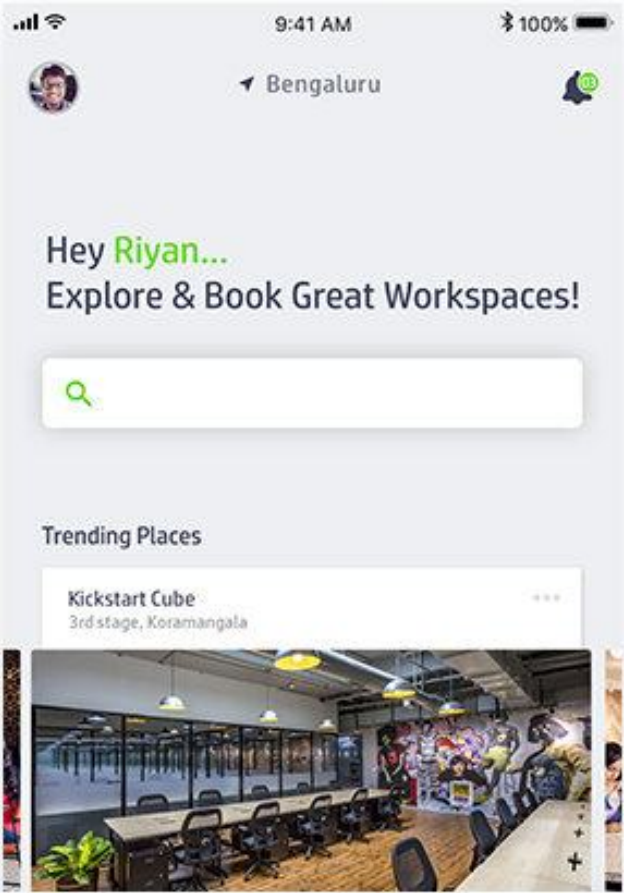 9:41 AM
100%
Bengaluru
03
Hey Riyan...
Explore & Book Great Workspaces!
Trending Places
Kickstart Cube
3rd stage, Koramangala